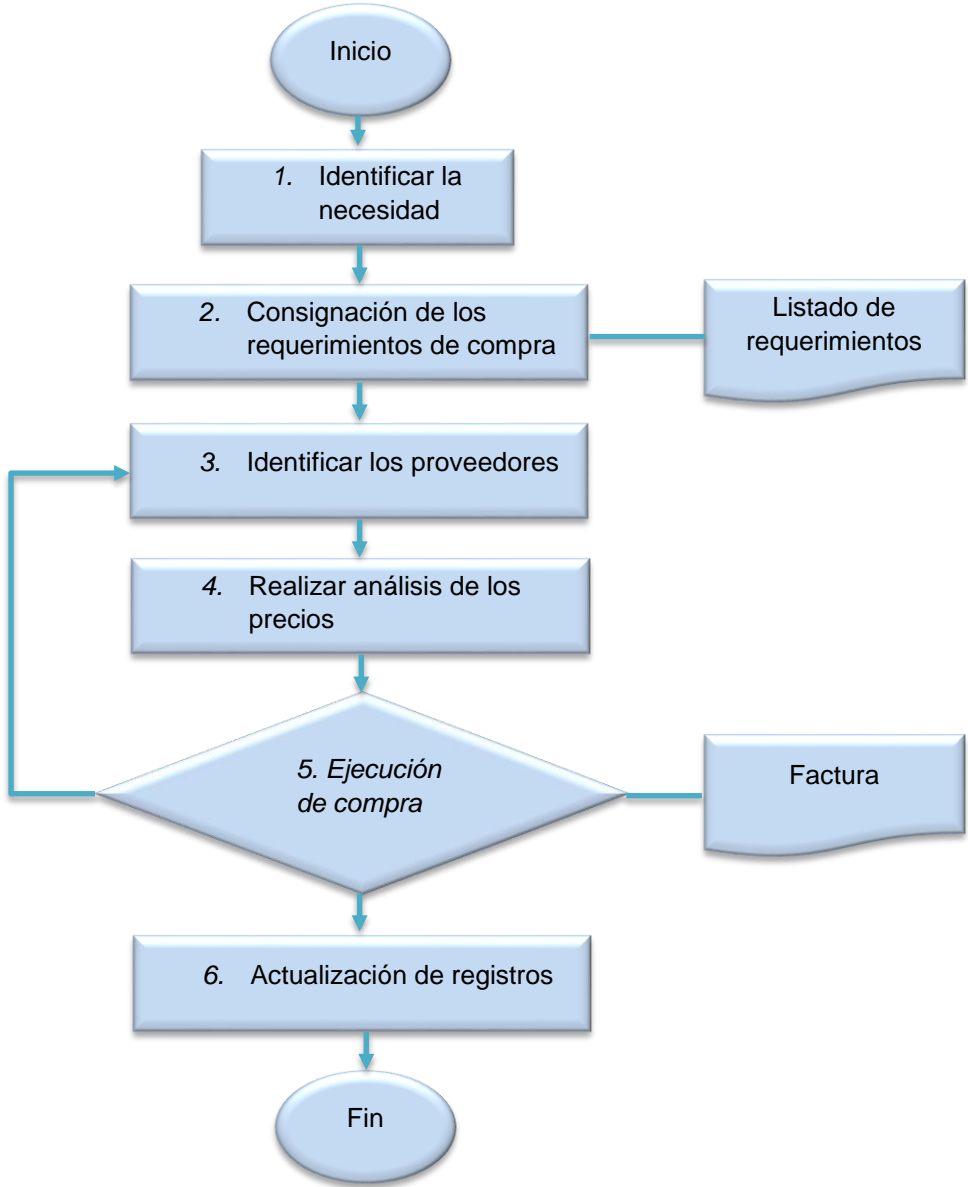 Inicio
1. Identificar la
necesidad
2. Consignación de los
requerimientos de compra
Listado de
requerimientos
3. Identificar los proveedores
4. Realizar análisis de los
precios
5. Ejecución
de compra
Factura
6. Actualización de registros
Fin